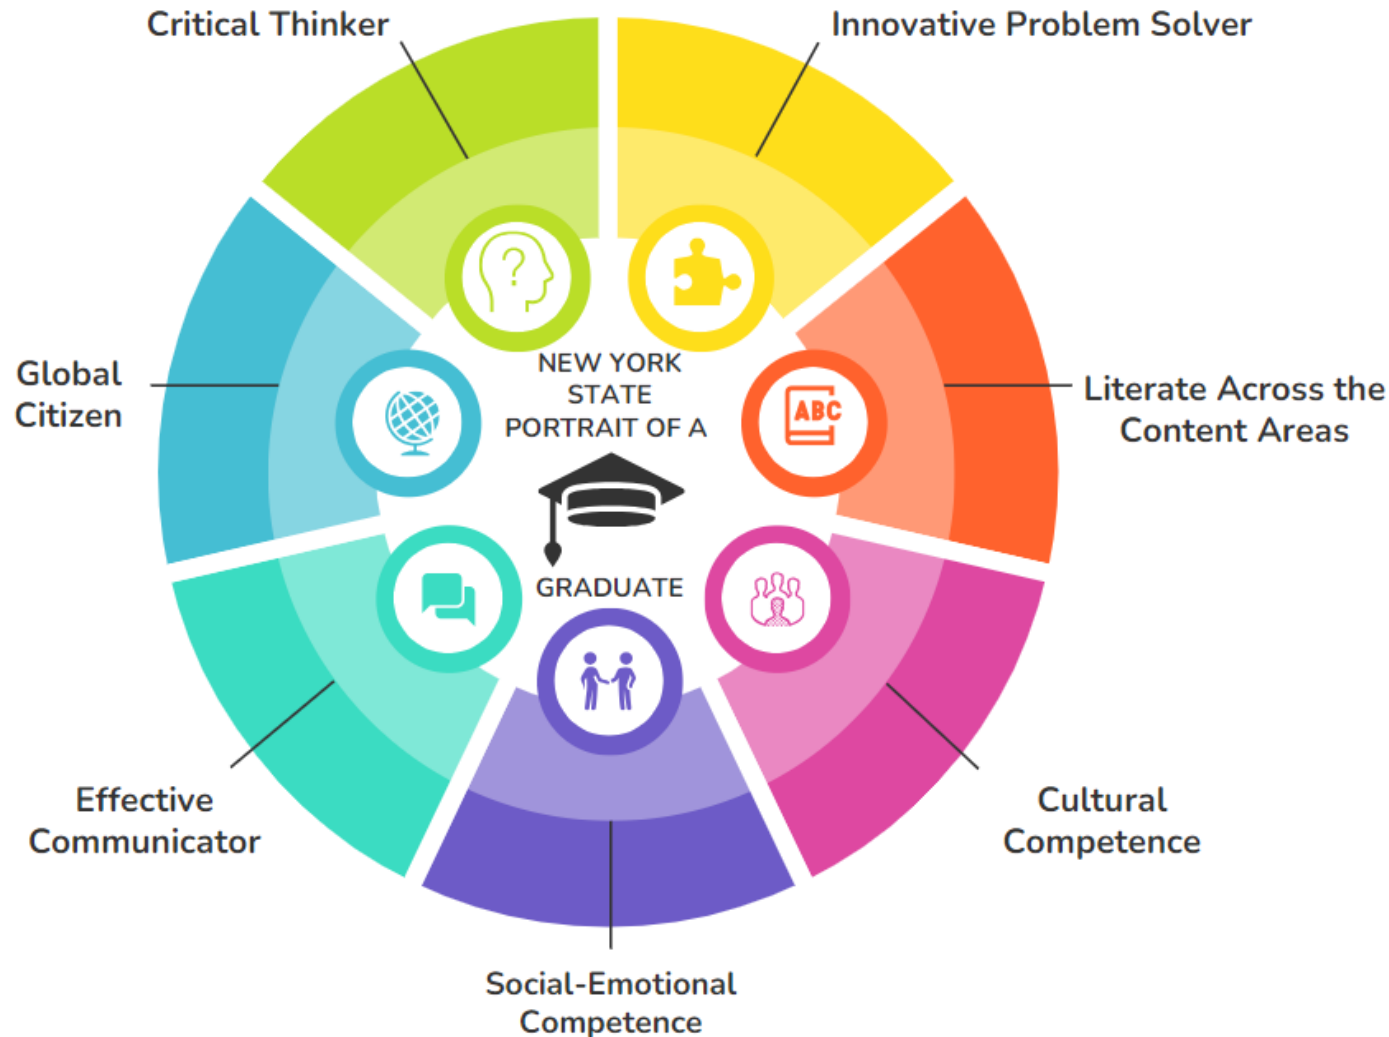 Critical Thinker
Innovative Problem Solver
Global
Citizen
NEW YORK
STATE
PORTRAIT OF A
GRADUATE
ABC
Literate Across the
Content Areas
Effective
Communicator
Cultural
Competence
Social-Emotional
Competence